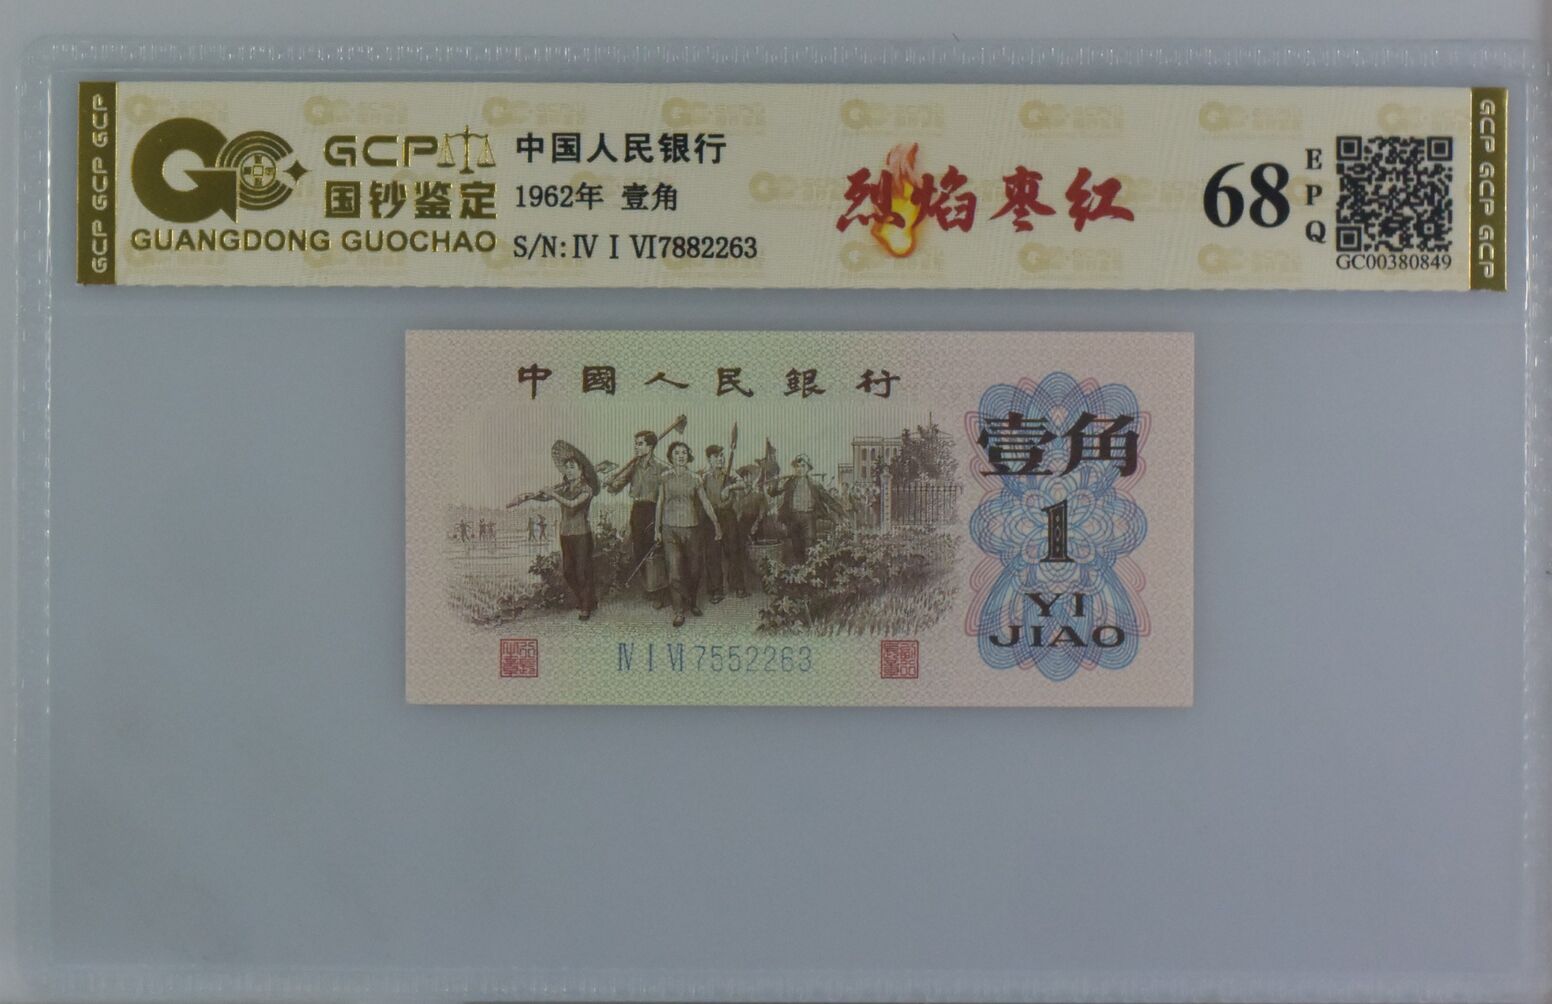 GCP GCP GCP
GCP
国钞鉴定
GUANGDONG GUOCHAO
中国人民银行
1962年 壹角
S/N: IV I VI7882263
烈焰枣红
68
E
P
Q
GC00380849
GCP GCP GCP
中國人民銀行
壹角
1
YI
JIAO
IV I VI 7552263